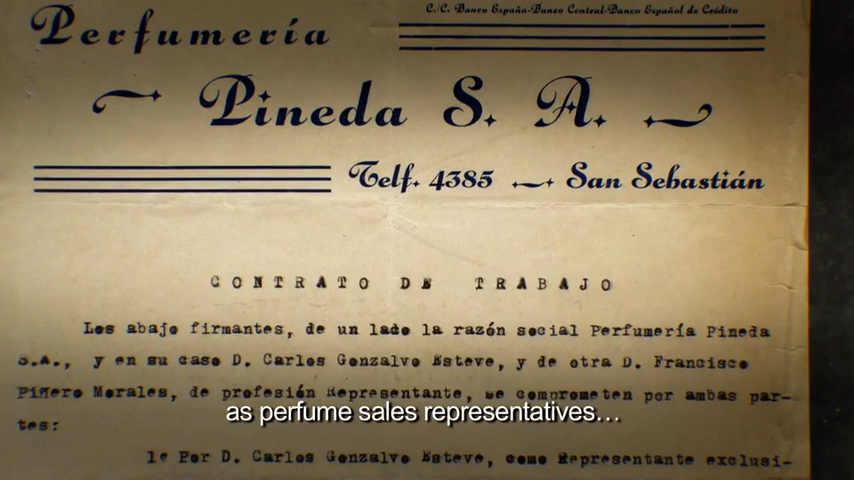 C/C. Banco España-Banco Central-Banco Español de Crédito
Perfumería
Pineda S. A.
Telf. 4385 San Sebastián
CONTRATO DE TRABAJO
Los abajo firmantes, de un lado la razón social Perfumería Pineda
S.A., y en su caso D. Carlos Gonzalvo Esteve, y de otra D. Francisco
Piñero Morales, de profesión Representante, se comprometen por ambas par-
tes:
as perfume sales representatives...
1º Por D. Carlos Gonzalvo Esteve, como Representante exclusi-